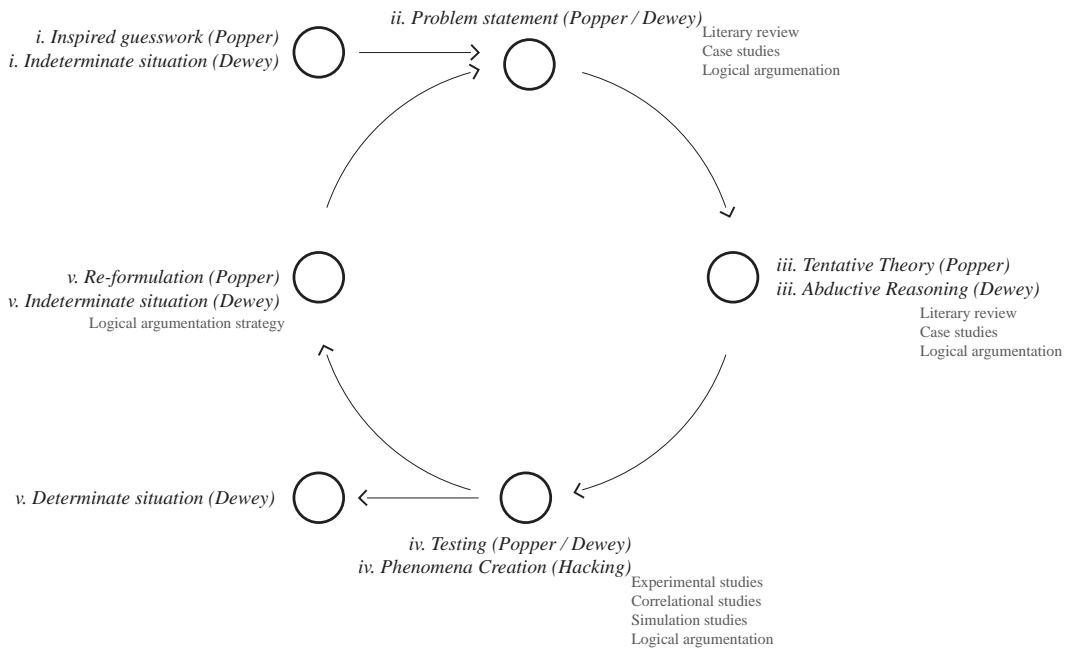 ii. Problem statement (Popper / Dewey)
Literary review
Case studies
Logical argumenation
i. Inspired guesswork (Popper)
i. Indeterminate situation (Dewey)
iii. Tentative Theory (Popper)
iii. Abductive Reasoning (Dewey)
Literary review
Case studies
Logical argumentation
v. Re-formulation (Popper)
v. Indeterminate situation (Dewey)
Logical argumentation strategy
v. Determinate situation (Dewey)
iv. Testing (Popper / Dewey)
iv. Phenomena Creation (Hacking)
Experimental studies
Correlational studies
Simulation studies
Logical argumentation